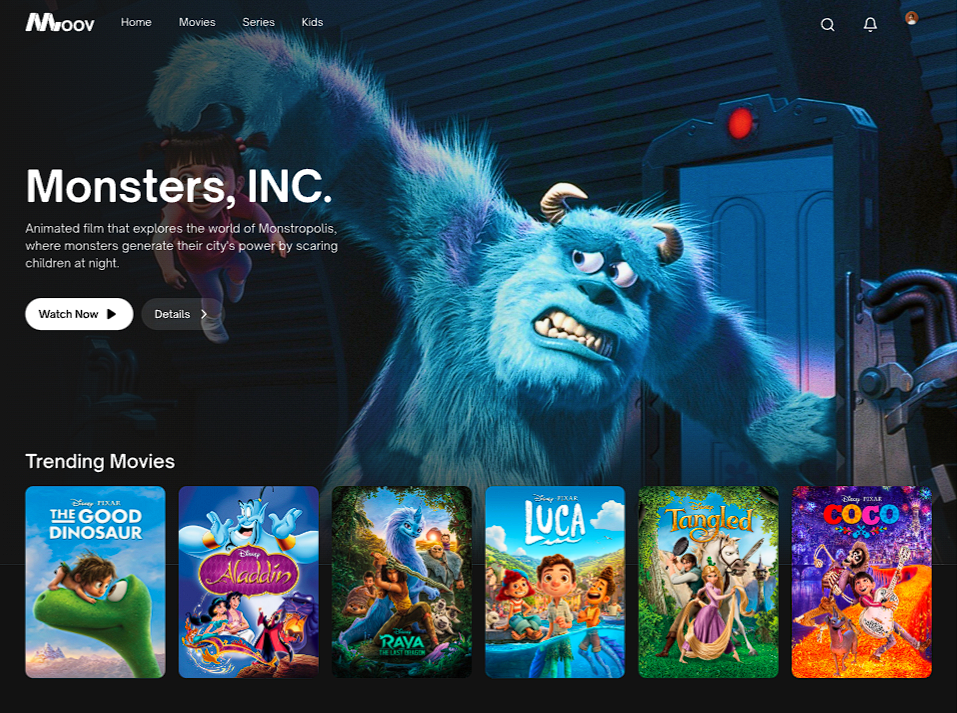 Moov
Home
Movies
Series
Kids
Monsters, INC.
Animated film that explores the world of Monstropolis,
where monsters generate their city's power by scaring
children at night.
Watch Now
Details
Trending Movies
Disney PIXAR
THE GOOD
DINOSAUR
Disney
Aladdin
Disney
RAYA
AND
THE LAST DRAGON
Disney PIXAR
LUCA
Disney
Tangled
Disney PIXAR
COCO